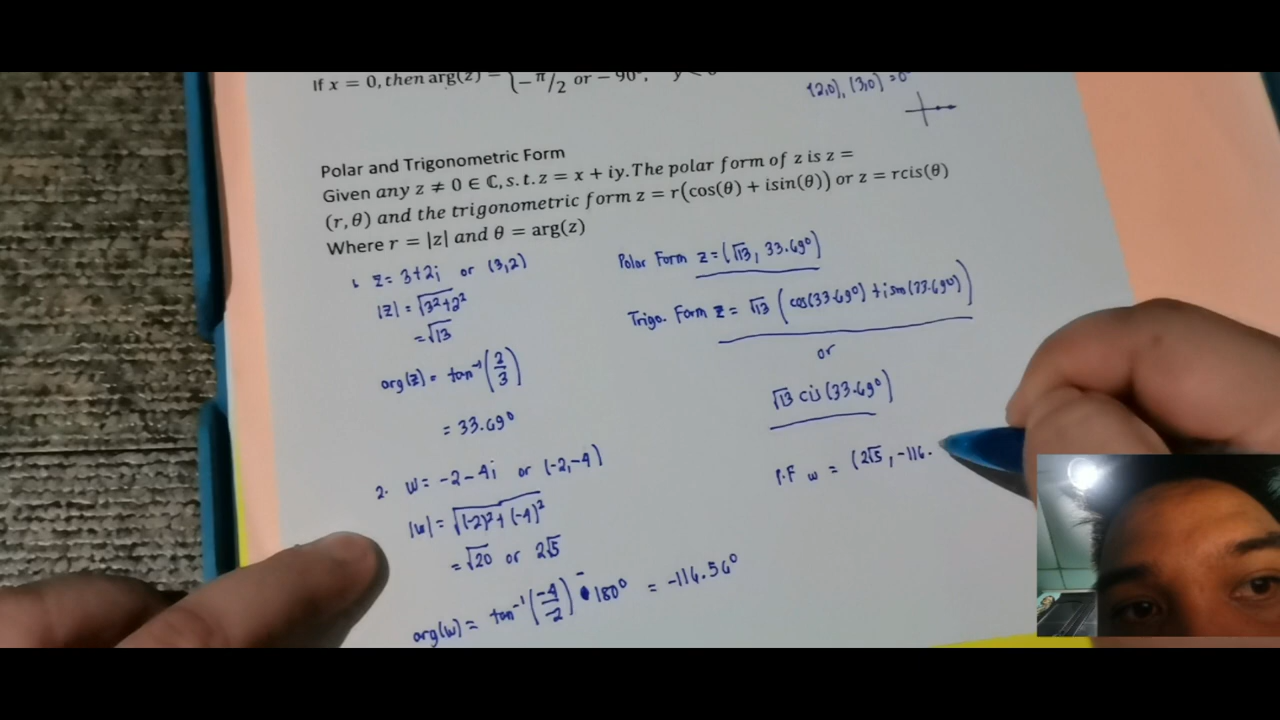 If x = 0, then arg(z) = {−π/2 or − 90°, y < 0
(2,0), (3,0) = 0°
Polar and Trigonometric Form
Given any z ≠ 0 ∈ ℂ, s.t. z = x + iy. The polar form of z is z =
(r, θ) and the trigonometric form z = r(cos(θ) + isin(θ)) or z = rcis(θ)
Where r = |z| and θ = arg(z)
1. z = 3+2i or (3,2)
|z| = √3²+2²
= √13
arg(z) = tan⁻¹(2/3)
= 33.69°
Polar Form z = (√13, 33.69°)
Trigo. Form z = √13 (cos(33.69°) + i sin(33.69°))
or
√13 cis (33.69°)
2. W = -2-4i or (-2,-4)
|w| = √(-2)²+(-4)²
= √20 or 2√5
arg(w) = tan⁻¹(-4/-2) - 180° = -116.56°
P.F w = (2√5, -116.